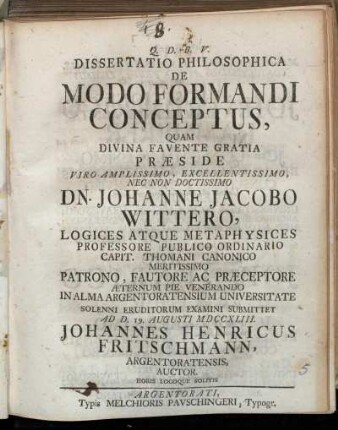 8.
Q. D. B. V.
DISSERTATIO PHILOSOPHICA
DE
MODO FORMANDI
CONCEPTUS,
QUAM
DIVINA FAVENTE GRATIA
PRÆSIDE
VIRO AMPLISSIMO, EXCELLENTISSIMO,
NEC NON DOCTISSIMO
DN. JOHANNE JACOBO
WITTERO,
LOGICES ATQUE METAPHYSICES
PROFESSORE PUBLICO ORDINARIO
CAPIT. THOMANI CANONICO
MERITISSIMO
PATRONO, FAUTORE AC PRÆCEPTORE
ÆTERNUM PIE VENERANDO
IN ALMA ARGENTORATENSIUM UNIVERSITATE
SOLENNI ERUDITORUM EXAMINI SUBMITTET
AD D. 19. AUGUSTI MDCCXLIII.
JOHANNES HENRICUS
FRITSCHMANN,
ARGENTORATENSIS,
AUCTOR.
HORIS LOCOQUE SOLITIS
ARGENTORATI,
Typis MELCHIORIS PAVSCHINGERI, Typogr.
5